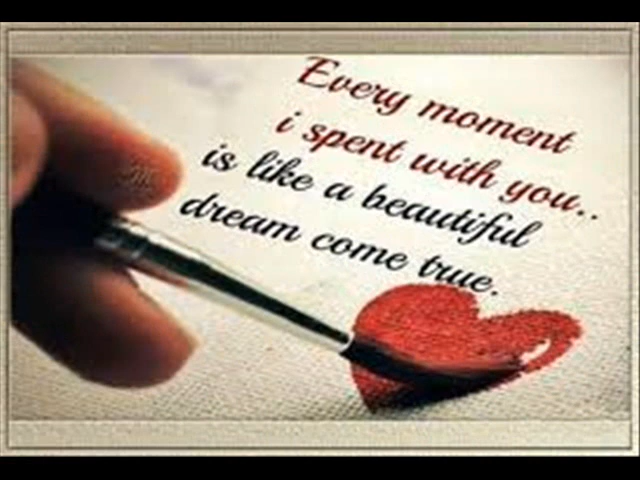 Every moment
i spent with you..
is like a beautiful
dream come true.